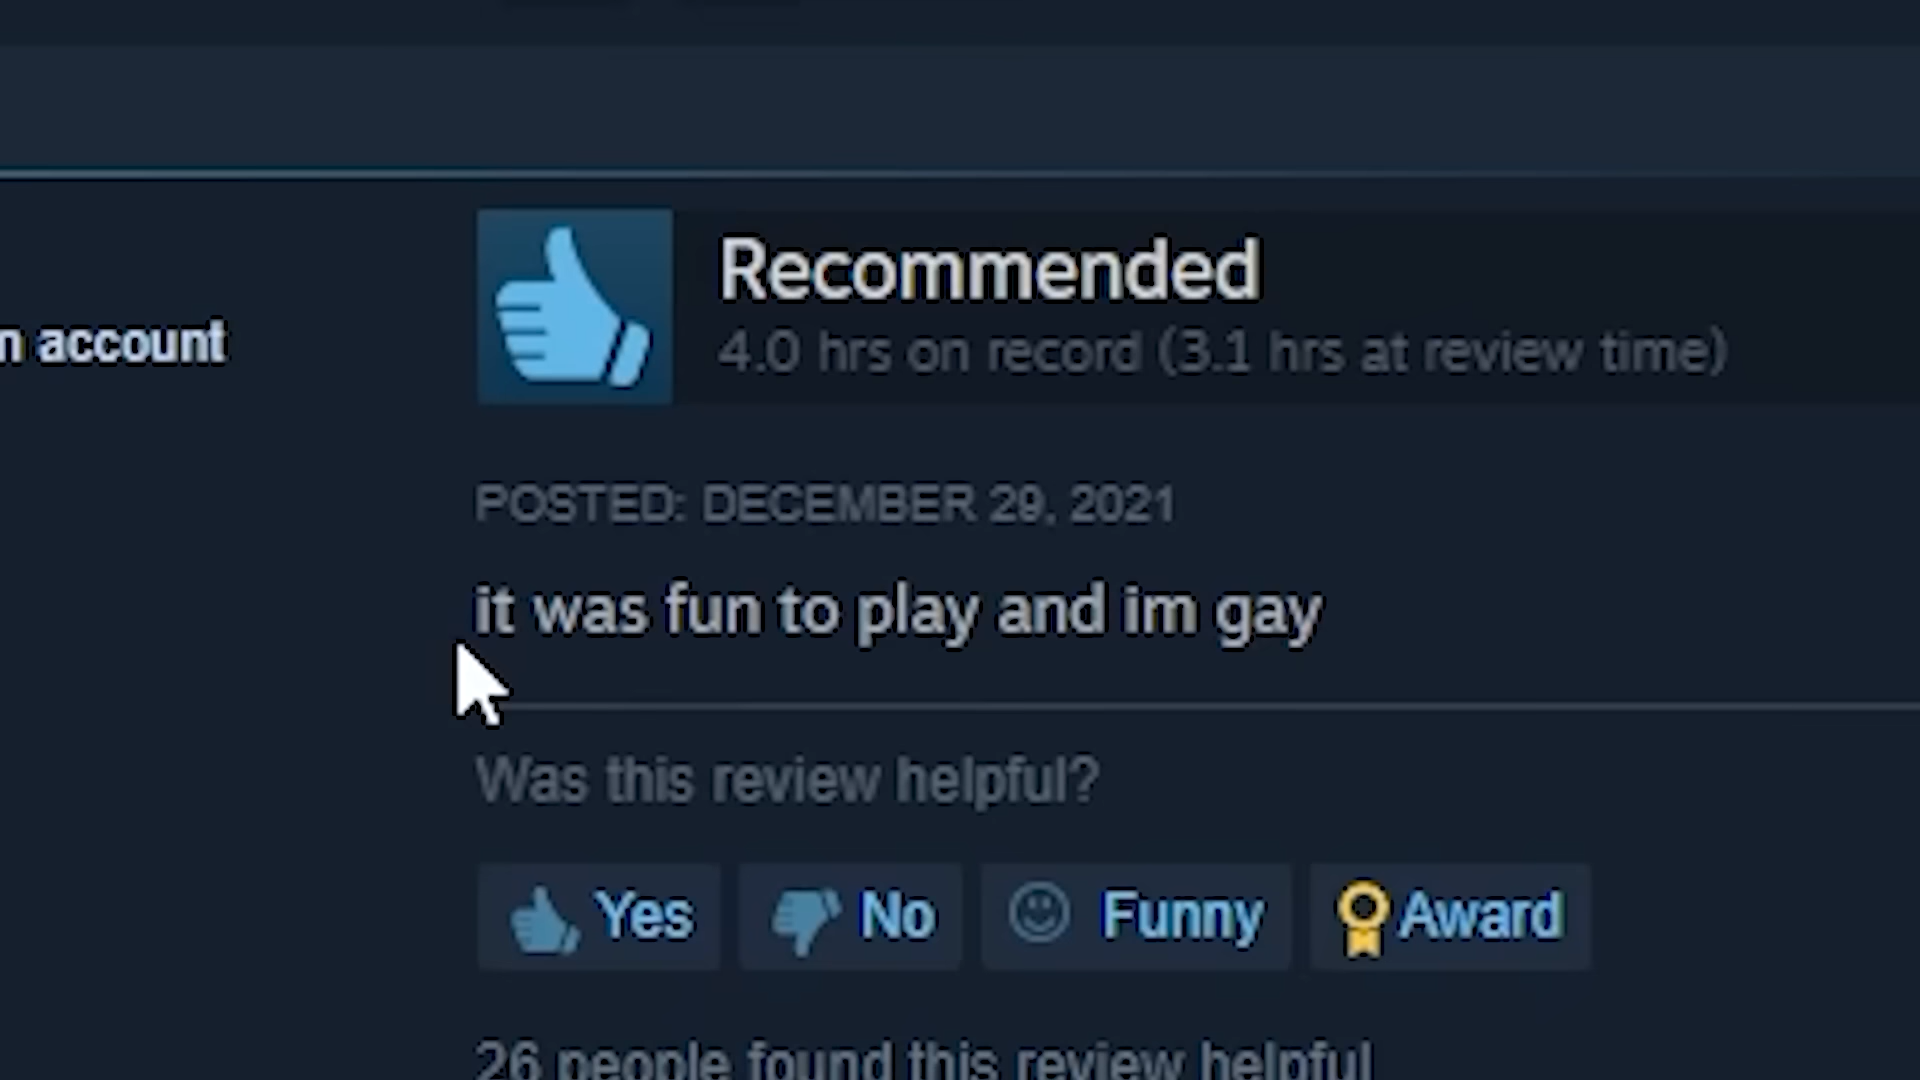 Recommended
4.0 hrs on record (3.1 hrs at review time)
account
POSTED: DECEMBER 29, 2021
it was fun to play and im gay
Was this review helpful?
Yes No Funny Award
26 people found this review helpful